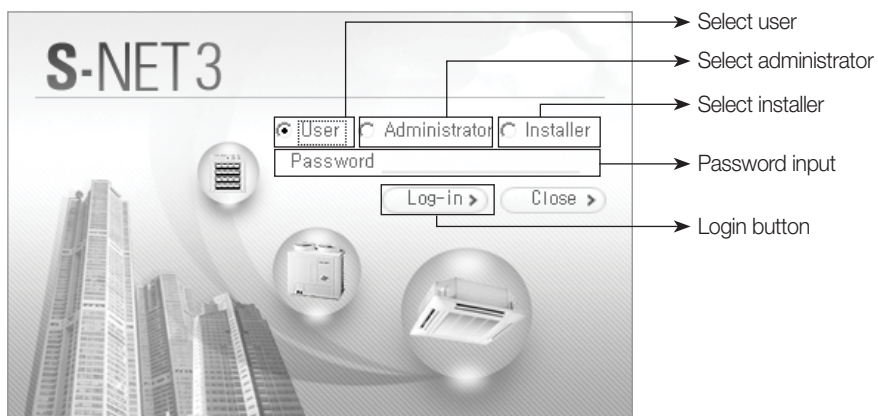 Select user
S-NET3
Select administrator
Select installer
User Administrator Installer
Password
Password input
Log-in Close
Login button